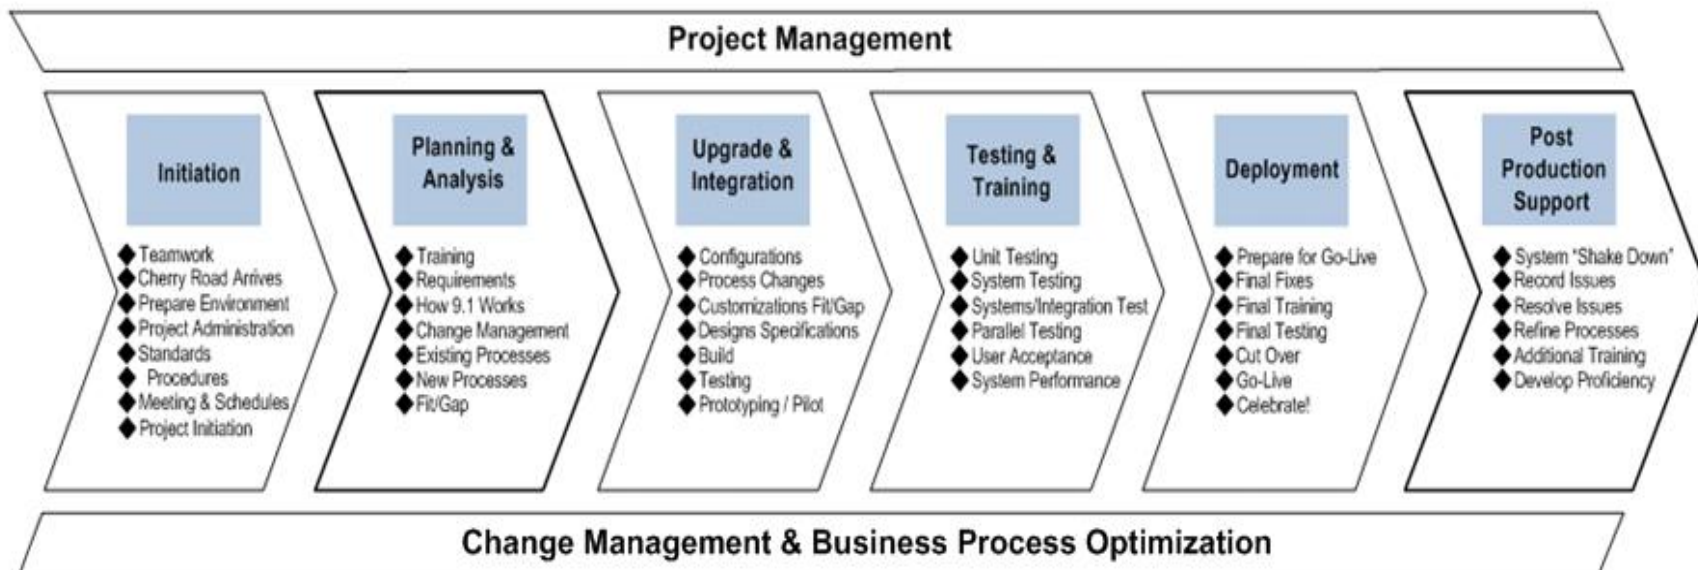 Project Management
Initiation
Teamwork
Cherry Road Arrives
Prepare Environment
Project Administration
Standards
Procedures
Meeting & Schedules
Project Initiation
Planning &
Analysis
Training
Requirements
How 9.1 Works
Change Management
Existing Processes
New Processes
Fit/Gap
Upgrade &
Integration
Configurations
Process Changes
Customizations Fit/Gap
Designs Specifications
Build
Testing
Prototyping / Pilot
Testing &
Training
Unit Testing
System Testing
Systems/Integration Test
Parallel Testing
User Acceptance
System Performance
Deployment
Prepare for Go-Live
Final Fixes
Final Training
Final Testing
Cut Over
Go-Live
Celebrate!
Post
Production
Support
System “Shake Down”
Record Issues
Resolve Issues
Refine Processes
Additional Training
Develop Proficiency
Change Management & Business Process Optimization